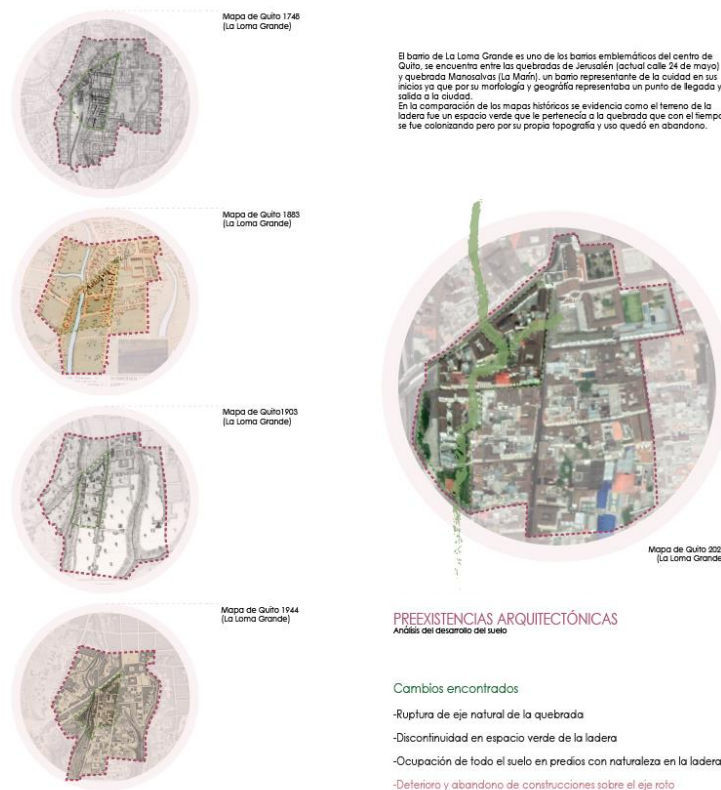 Mapa de Quito 1748
(La Loma Grande)
El barrio de La Loma Grande es uno de los barrios emblemáticos del centro de
Quito, se encuentra entre las quebradas de Jerusalén (actual calle 24 de mayo)
y quebrada Manosalvas (La Marín). un barrio representante de la cuidad en sus
inicios ya que por su morfología y geográfia representaba un punto de llegada y
salida a la ciudad.
En la comparación de los mapas históricos se evidencia como el terreno de la
ladera fue un espacio verde que le pertenecía a la quebrada que con el tiempo
se fue colonizando pero por su propia topografía y uso quedó en abandono.
Mapa de Quito 1883
(La Loma Grande)
Mapa de Quito1903
(La Loma Grande)
Mapa de Quito 202
(La Loma Grande
Mapa de Quito 1944
(La Loma Grande)
PREEXISTENCIAS ARQUITECTÓNICAS
Análisis del desarrollo del suelo
Cambios encontrados
-Ruptura de eje natural de la quebrada
-Discontinuidad en espacio verde de la ladera
-Ocupación de todo el suelo en predios con naturaleza en la ladera
-Deterioro y abandono de construcciones sobre el eje roto